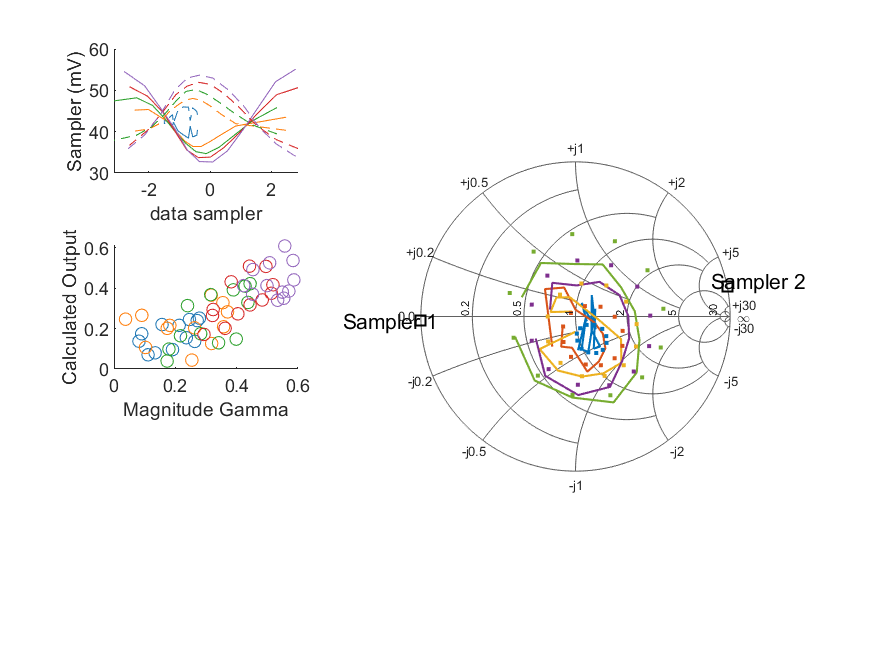 60
50
40
30
Sampler (mV)
-2 0 2
data sampler
0.6
0.4
0.2
0
Calculated Output
0 0.2 0.4 0.6
Magnitude Gamma
+j1
+j0.5 +j2
+j0.2 +j5
Sampler 2
+j30
0.2 0.5 1 2 5 30
∞
-j30
Sampler 1
-j0.2 -j5
-j0.5 -j2
-j1